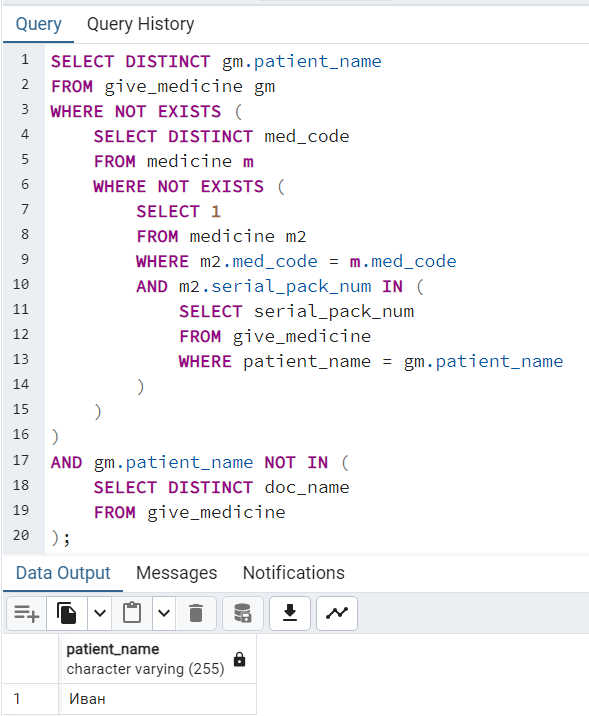 Query Query History
1 SELECT DISTINCT gm.patient_name
2 FROM give_medicine gm
3 WHERE NOT EXISTS (
4 SELECT DISTINCT med_code
5 FROM medicine m
6 WHERE NOT EXISTS (
7 SELECT 1
8 FROM medicine m2
9 WHERE m2.med_code = m.med_code
10 AND m2.serial_pack_num IN (
11 SELECT serial_pack_num
12 FROM give_medicine
13 WHERE patient_name = gm.patient_name
14 )
15 )
16 )
17 AND gm.patient_name NOT IN (
18 SELECT DISTINCT doc_name
19 FROM give_medicine
20 );
Data Output Messages Notifications
patient_name
character varying (255)
1 Иван